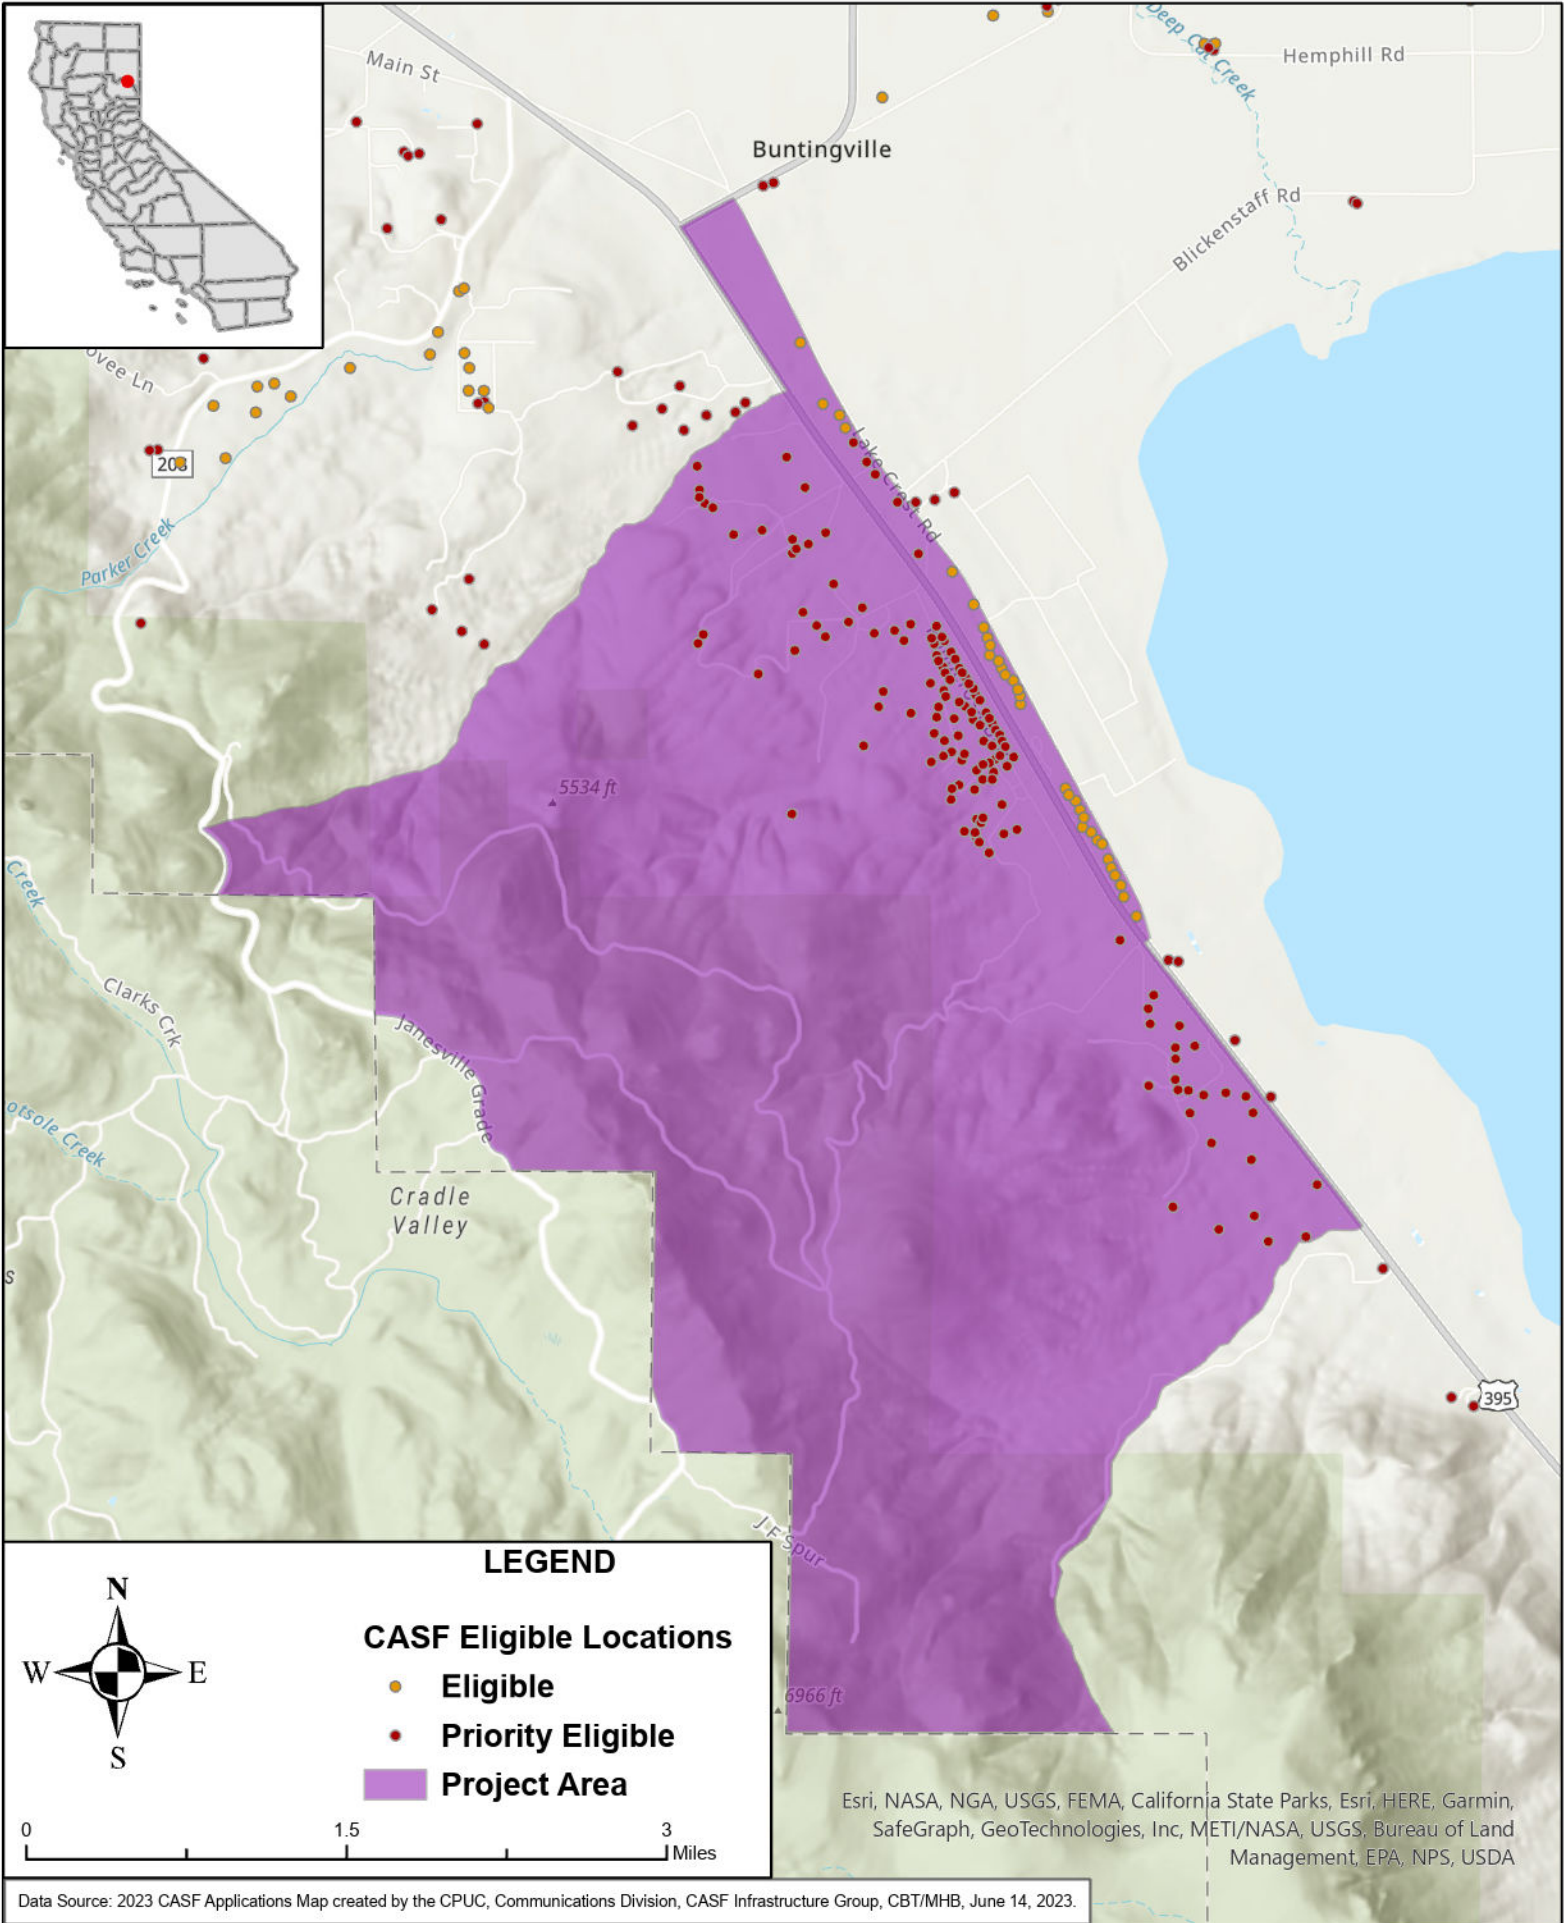 Deep Cut Creek
Main St
Hemphill Rd
Buntingville
Blickenstaff Rd
ovee Ln
203
Lake Crest Rd
Parker Creek
5534 ft
Creek
Clarks Crk
Janesville Grade
otsole Creek
Cradle
Valley
s
395
J F Spur
LEGEND
N
W E
S
CASF Eligible Locations
Eligible
Priority Eligible
Project Area
6966 ft
0 1.5 3
Miles
Esri, NASA, NGA, USGS, FEMA, California State Parks, Esri, HERE, Garmin,
SafeGraph, GeoTechnologies, Inc, METI/NASA, USGS, Bureau of Land
Management, EPA, NPS, USDA
Data Source: 2023 CASF Applications Map created by the CPUC, Communications Division, CASF Infrastructure Group, CBT/MHB, June 14, 2023.